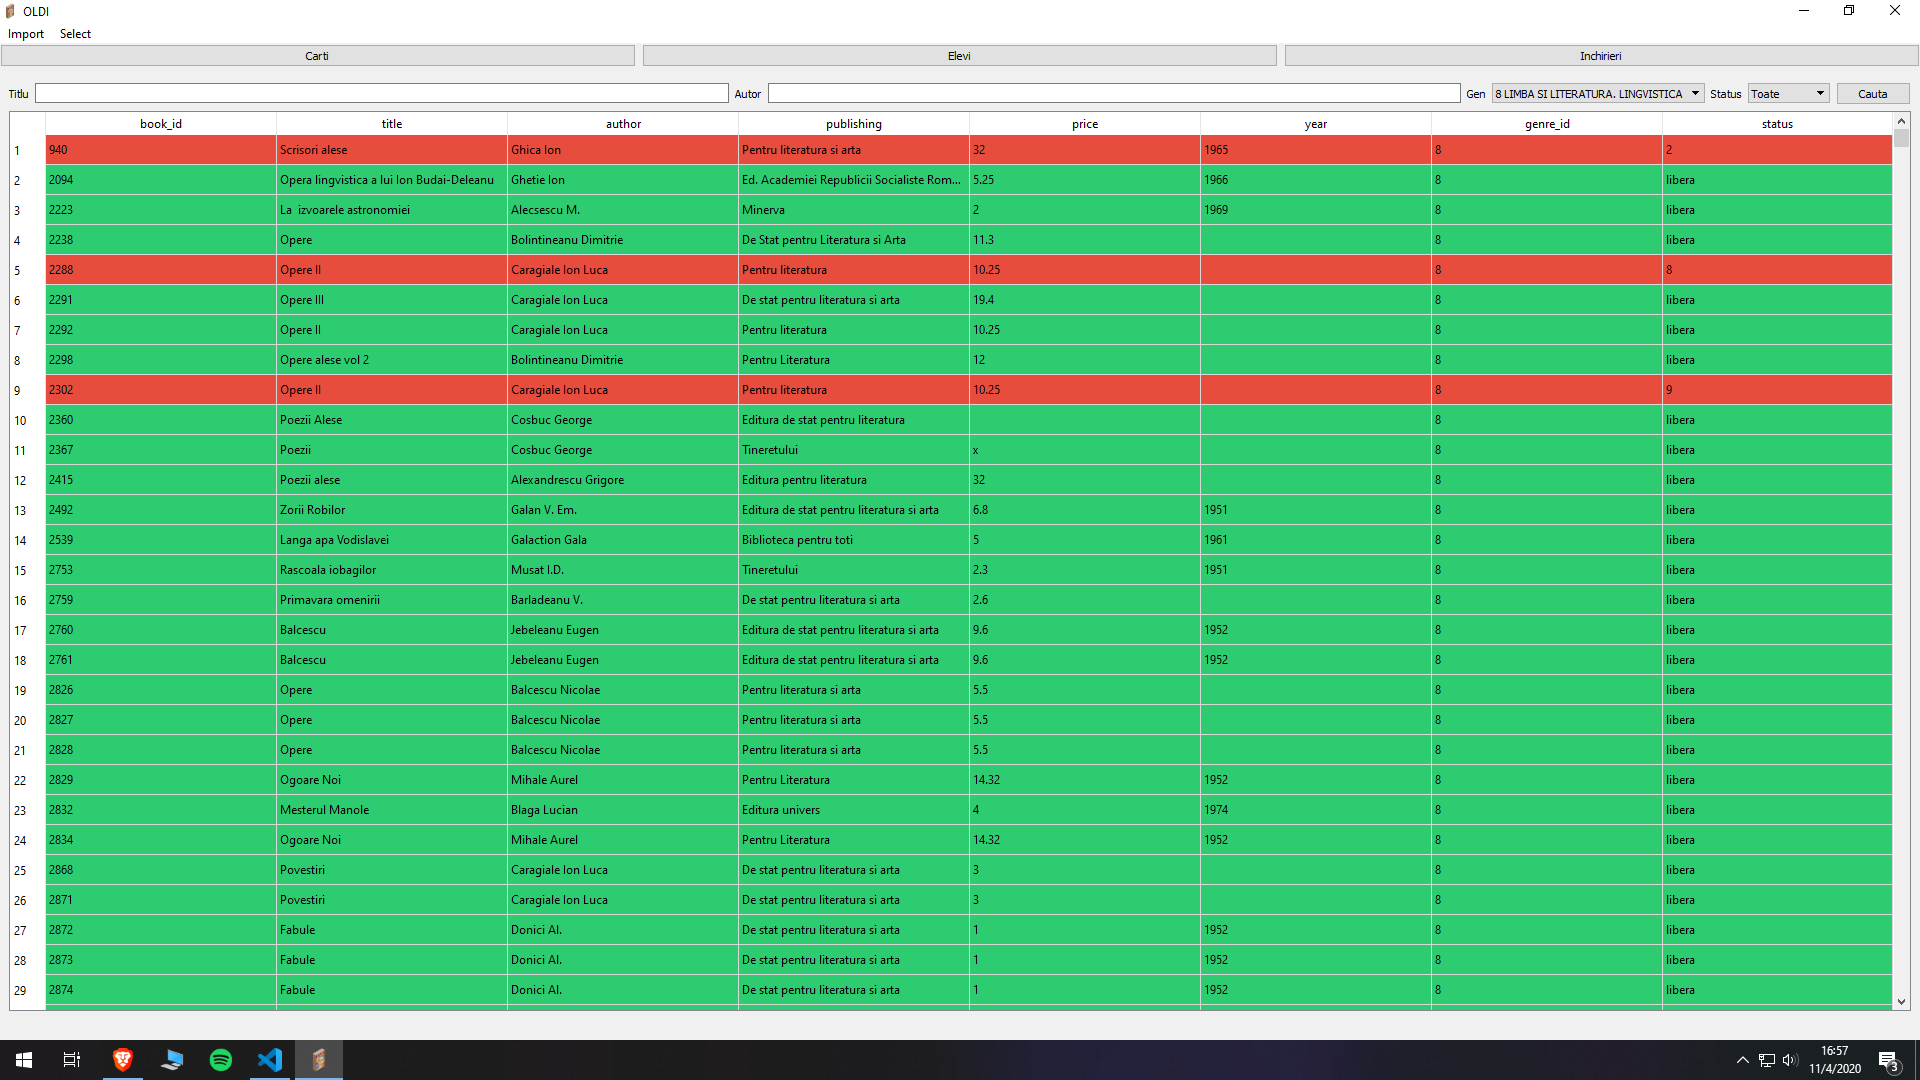 OLDI
Import Select
Carti Elevi Inchirieri
Titlu Autor Gen 8 LIMBA SI LITERATURA. LINGVISTICA Status Toate Cauta
book_id title author publishing price year genre_id status
1 940 Scrisori alese Ghica Ion Pentru literatura si arta 32 1965 8 2
2 2094 Opera lingvistica a lui Ion Budai-Deleanu Ghetie Ion Ed. Academiei Republicii Socialiste Rom... 5.25 1966 8 libera
3 2223 La izvoarele astronomiei Alecsescu M. Minerva 2 1969 8 libera
4 2238 Opere Bolintineanu Dimitrie De Stat pentru Literatura si Arta 11.3 8 libera
5 2288 Opere II Caragiale Ion Luca Pentru literatura 10.25 8 8
6 2291 Opere III Caragiale Ion Luca De stat pentru literatura si arta 19.4 8 libera
7 2292 Opere II Caragiale Ion Luca Pentru literatura 10.25 8 libera
8 2298 Opere alese vol 2 Bolintineanu Dimitrie Pentru Literatura 12 8 libera
9 2302 Opere II Caragiale Ion Luca Pentru literatura 10.25 8 9
10 2360 Poezii Alese Cosbuc George Editura de stat pentru literatura 8 libera
11 2367 Poezii Cosbuc George Tineretului x 8 libera
12 2415 Poezii alese Alexandrescu Grigore Editura pentru literatura 32 8 libera
13 2492 Zorii Robilor Galan V. Em. Editura de stat pentru literatura si arta 6.8 1951 8 libera
14 2539 Langa apa Vodislavei Galaction Gala Biblioteca pentru toti 5 1961 8 libera
15 2753 Rascoala iobagilor Musat I.D. Tineretului 2.3 1951 8 libera
16 2759 Primavara omenirii Barladeanu V. De stat pentru literatura si arta 2.6 8 libera
17 2760 Balcescu Jebeleanu Eugen Editura de stat pentru literatura si arta 9.6 1952 8 libera
18 2761 Balcescu Jebeleanu Eugen Editura de stat pentru literatura si arta 9.6 1952 8 libera
19 2826 Opere Balcescu Nicolae Pentru literatura si arta 5.5 8 libera
20 2827 Opere Balcescu Nicolae Pentru literatura si arta 5.5 8 libera
21 2828 Opere Balcescu Nicolae Pentru literatura si arta 5.5 8 libera
22 2829 Ogoare Noi Mihale Aurel Pentru Literatura 14.32 1952 8 libera
23 2832 Mesterul Manole Blaga Lucian Editura univers 4 1974 8 libera
24 2834 Ogoare Noi Mihale Aurel Pentru Literatura 14.32 1952 8 libera
25 2868 Povestiri Caragiale Ion Luca De stat pentru literatura si arta 3 8 libera
26 2871 Povestiri Caragiale Ion Luca De stat pentru literatura si arta 3 8 libera
27 2872 Fabule Donici Al. De stat pentru literatura si arta 1 1952 8 libera
28 2873 Fabule Donici Al. De stat pentru literatura si arta 1 1952 8 libera
29 2874 Fabule Donici Al. De stat pentru literatura si arta 1 1952 8 libera
16:57
11/4/2020
3